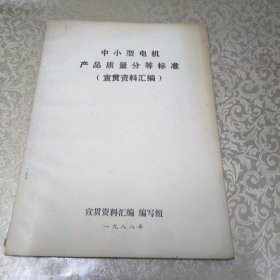 中小型电机
产品质量分等标准
(宣贯资料汇编)
宣贯资料汇编 编写组
一九八八年